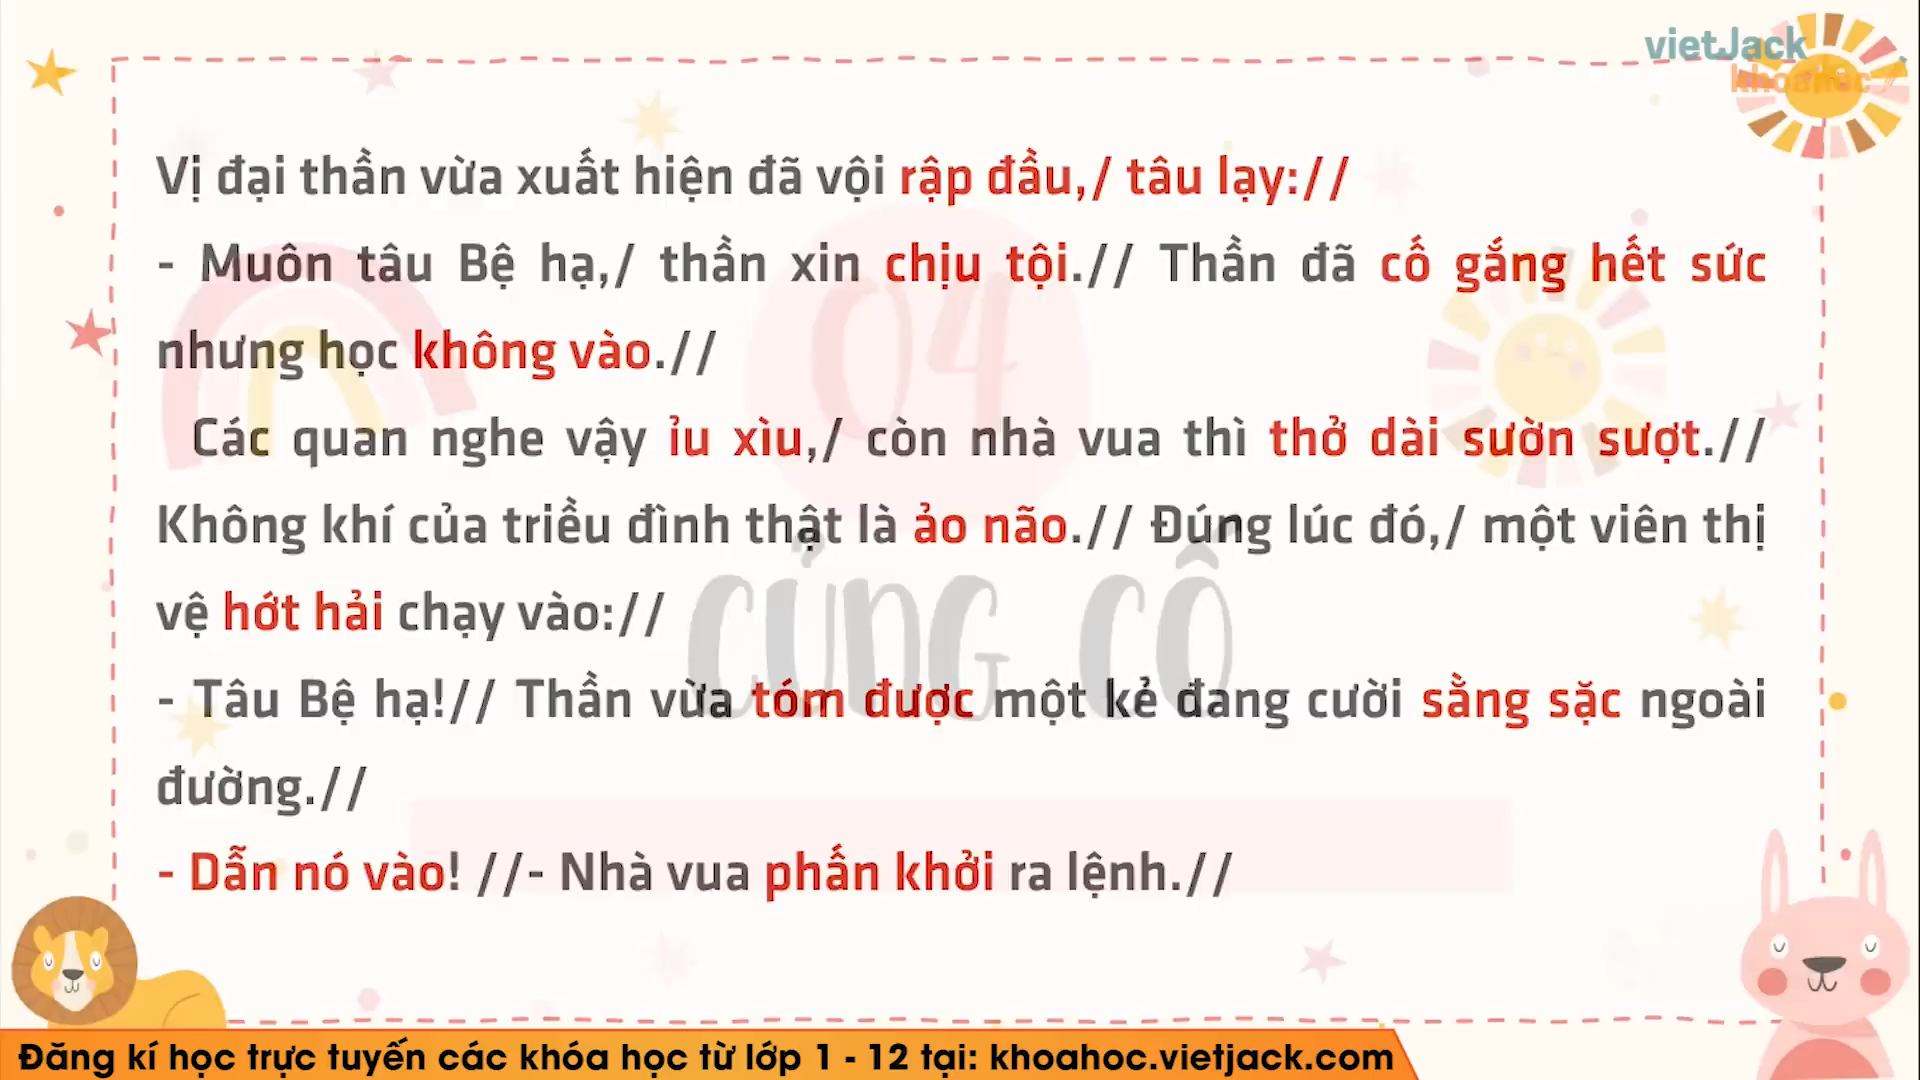 vietJack
khoahoc
Vị đại thần vừa xuất hiện đã vội rập đầu,/ tâu lạy://
- Muôn tâu Bệ hạ,/ thần xin chịu tội.// Thần đã cố gắng hết sức
nhưng học không vào.//
Các quan nghe vậy ỉu xìu,/ còn nhà vua thì thở dài sườn sượt.//
Không khí của triều đình thật là ảo não.// Đúng lúc đó,/ một viên thị
vệ hớt hải chạy vào://
- Tâu Bệ hạ!// Thần vừa tóm được một kẻ đang cười sằng sặc ngoài
đường.//
- Dẫn nó vào! //- Nhà vua phấn khởi ra lệnh.//
04
CỦNG CỐ
Đăng kí học trực tuyến các khóa học từ lớp 1 - 12 tại: khoahoc.vietjack.com